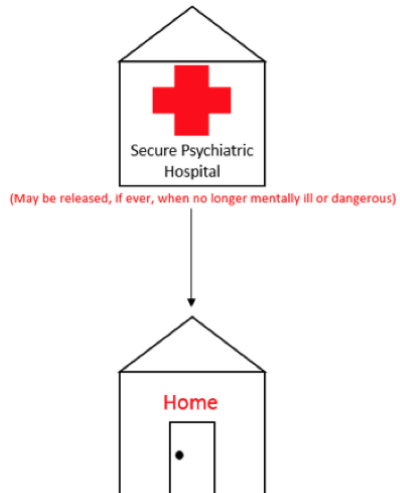 Secure Psychiatric
Hospital
(May be released, if ever, when no longer mentally ill or dangerous)
Home